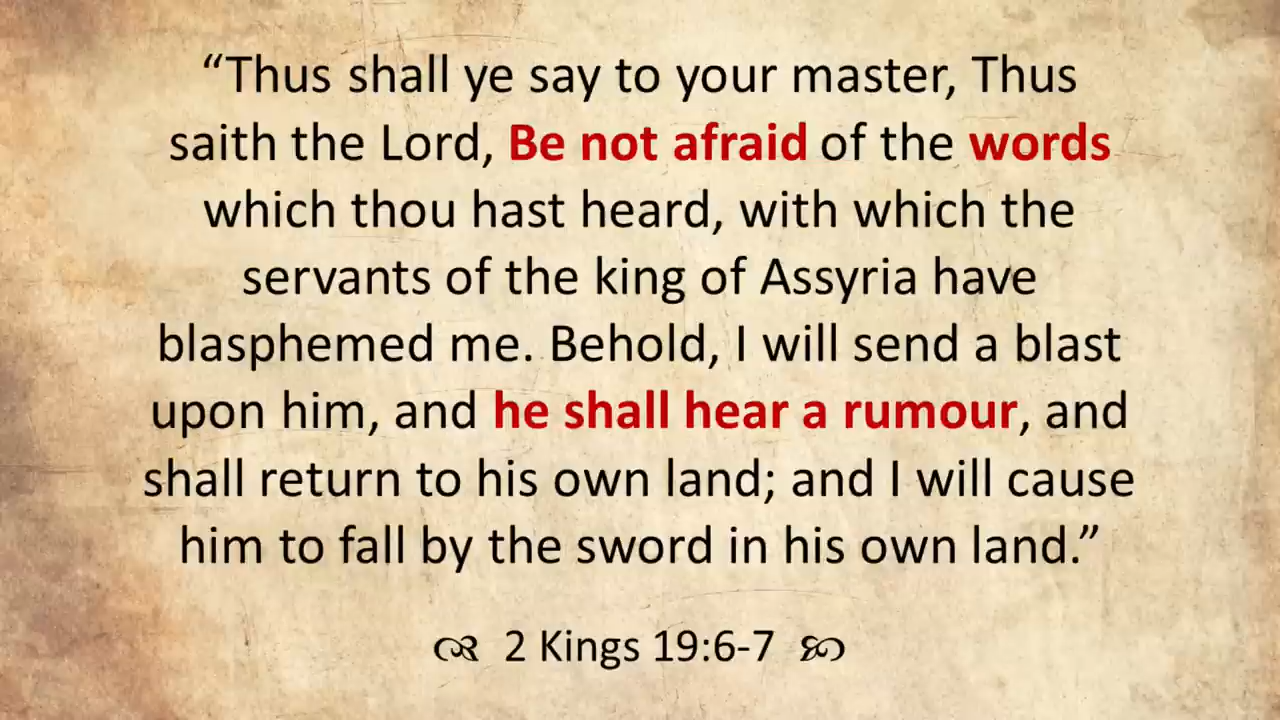 “Thus shall ye say to your master, Thus
saith the Lord, Be not afraid of the words
which thou hast heard, with which the
servants of the king of Assyria have
blasphemed me. Behold, I will send a blast
upon him, and he shall hear a rumour, and
shall return to his own land; and I will cause
him to fall by the sword in his own land.”
2 Kings 19:6-7